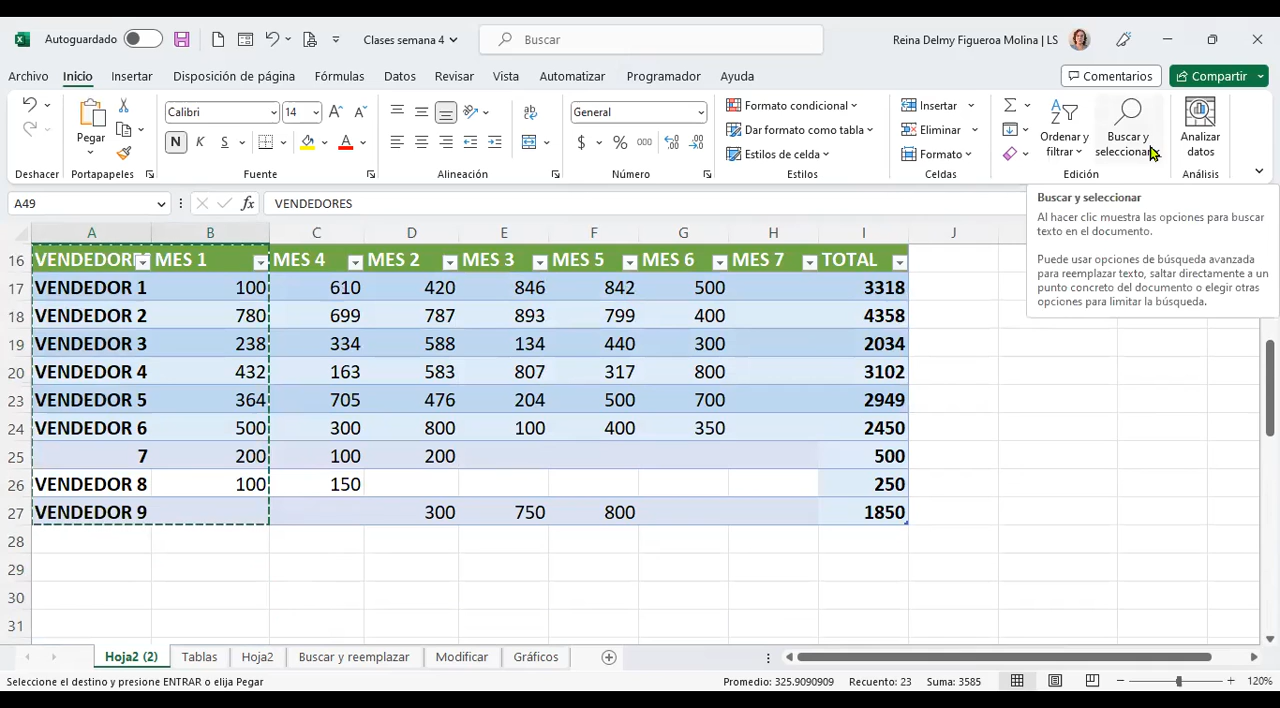 Autoguardado
Clases semana 4
Buscar
Reina Delmy Figueroa Molina | LS
Archivo Inicio Insertar Disposición de página Fórmulas Datos Revisar Vista Automatizar Programador Ayuda Comentarios Compartir
Pegar
Calibri 14
N K S
General
$ % 000
Formato condicional
Dar formato como tabla
Estilos de celda
Insertar
Eliminar
Formato
Ordenar y
filtrar
Buscar y
seleccionar
Analizar
datos
Deshacer Portapapeles Fuente Alineación Número Estilos Celdas Edición Análisis
A49 fx VENDEDORES
Buscar y seleccionar
Al hacer clic muestra las opciones para buscar
texto en el documento.
Puede usar opciones de búsqueda avanzada
para reemplazar texto, saltar directamente a un
punto concreto del documento o elegir otras
opciones para limitar la búsqueda.
A B C D E F G H I J
16 VENDEDOR MES 1 MES 4 MES 2 MES 3 MES 5 MES 6 MES 7 TOTAL
17 VENDEDOR 1 100 610 420 846 842 500 3318
18 VENDEDOR 2 780 699 787 893 799 400 4358
19 VENDEDOR 3 238 334 588 134 440 300 2034
20 VENDEDOR 4 432 163 583 807 317 800 3102
23 VENDEDOR 5 364 705 476 204 500 700 2949
24 VENDEDOR 6 500 300 800 100 400 350 2450
25 7 200 100 200 500
26 VENDEDOR 8 100 150 250
27 VENDEDOR 9 300 750 800 1850
28
29
30
31
Hoja2 (2) Tablas Hoja2 Buscar y reemplazar Modificar Gráficos
Seleccione el destino y presione ENTRAR o elija Pegar Promedio: 325.9090909 Recuento: 23 Suma: 3585 120%